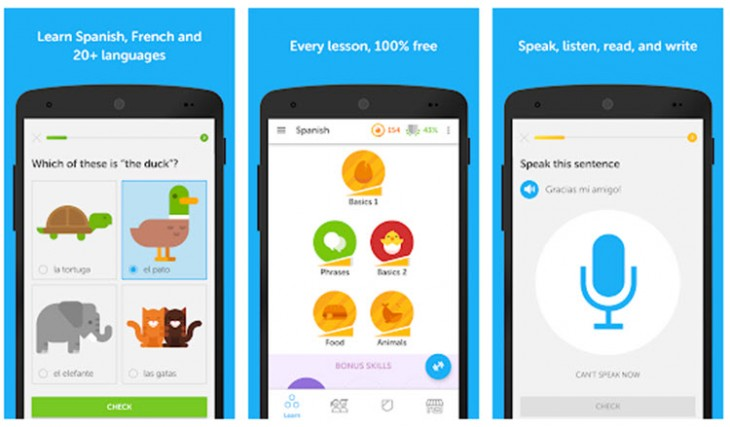 Learn Spanish, French and
20+ languages
Which of these is "the duck"?
la tortuga
el pato
el elefante
las gatas
CHECK
Every lesson, 100% free
Spanish
154
43%
Basics 1
Phrases
Basics 2
Food
Animals
BONUS SKILLS
Learn
Speak, listen, read, and write
Speak this sentence
Gracias mi amigo!
CAN'T SPEAK NOW
CHECK